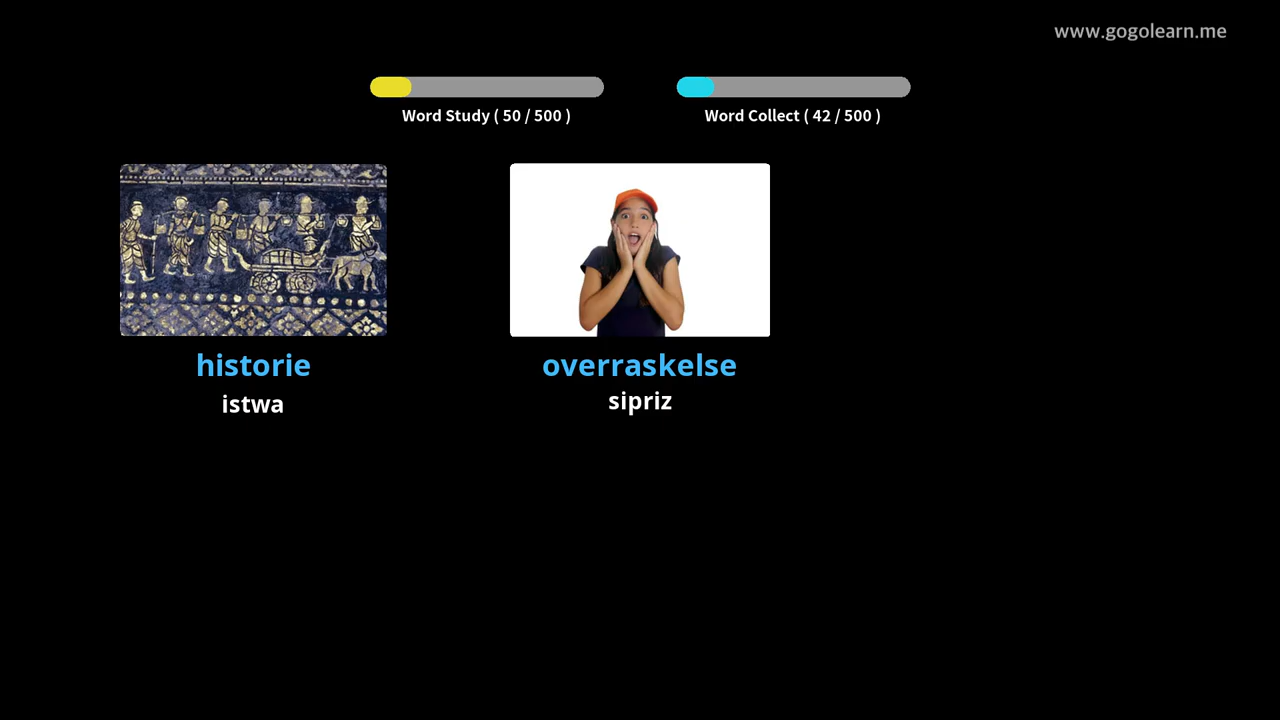 www.gogolearn.me
Word Study ( 50 / 500 )
Word Collect ( 42 / 500 )
historie
istwa
overraskelse
sipriz